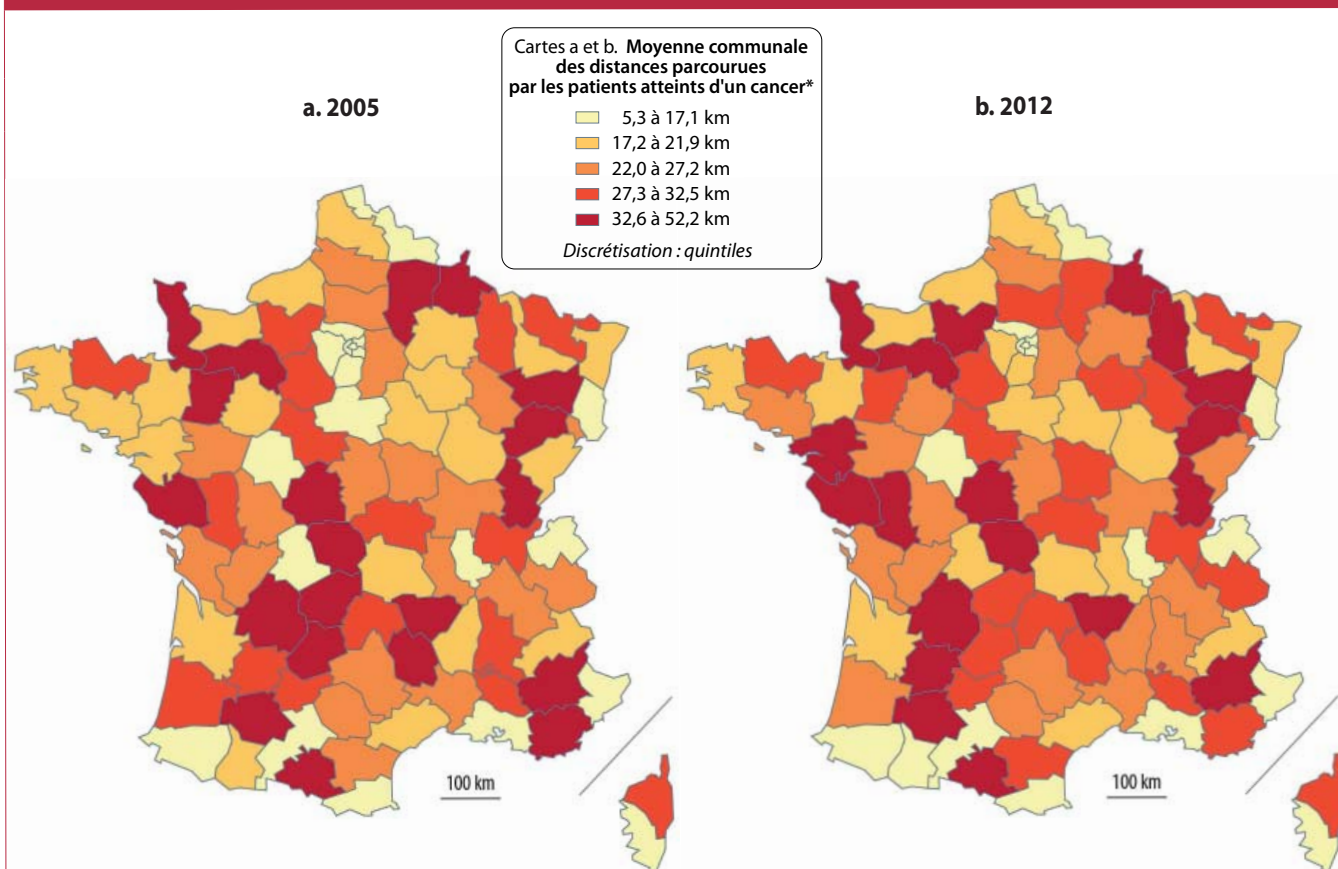 Cartes a et b. Moyenne communale
des distances parcourues
par les patients atteints d'un cancer*
5,3 à 17,1 km
17,2 à 21,9 km
22,0 à 27,2 km
27,3 à 32,5 km
32,6 à 52,2 km
Discrétisation : quintiles
a. 2005
b. 2012
100 km
100 km